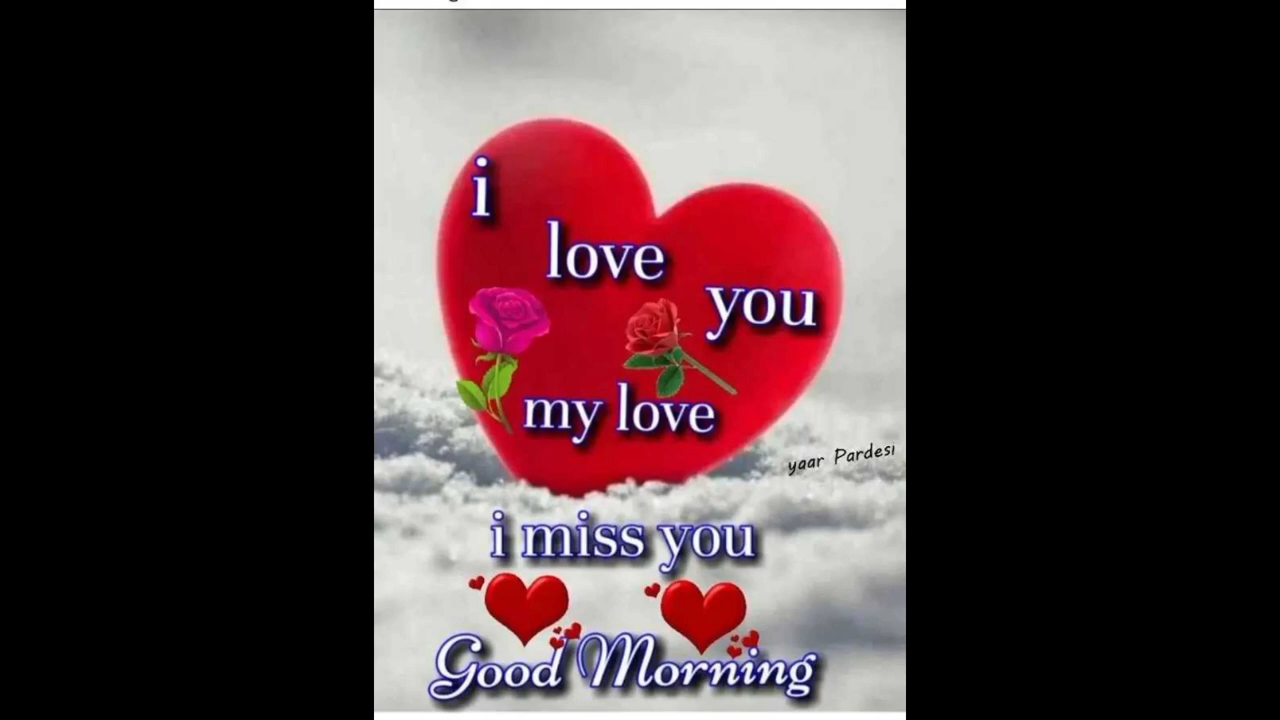 i
love
you
my love
yaar Pardesi
i miss you
Good Morning